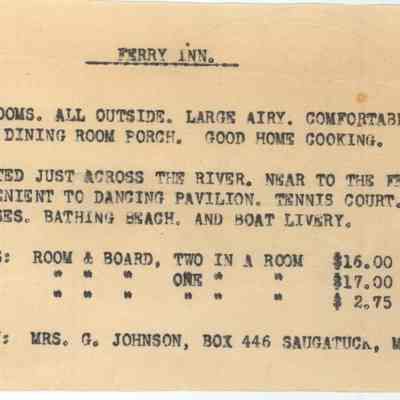 FERRY INN.
OOMS. ALL OUTSIDE. LARGE AIRY. COMFORTABL
DINING ROOM PORCH. GOOD HOME COOKING.
TED JUST ACROSS THE RIVER. NEAR TO THE FE
ENIENT TO DANCING PAVILION. TENNIS COURT.
SES. BATHING BEACH. AND BOAT LIVERY.
S: ROOM & BOARD, TWO IN A ROOM $16.00
" " " ONE " " $17.00
" " " " " $ 2.75
: MRS. G. JOHNSON, BOX 446 SAUGATUCK, M